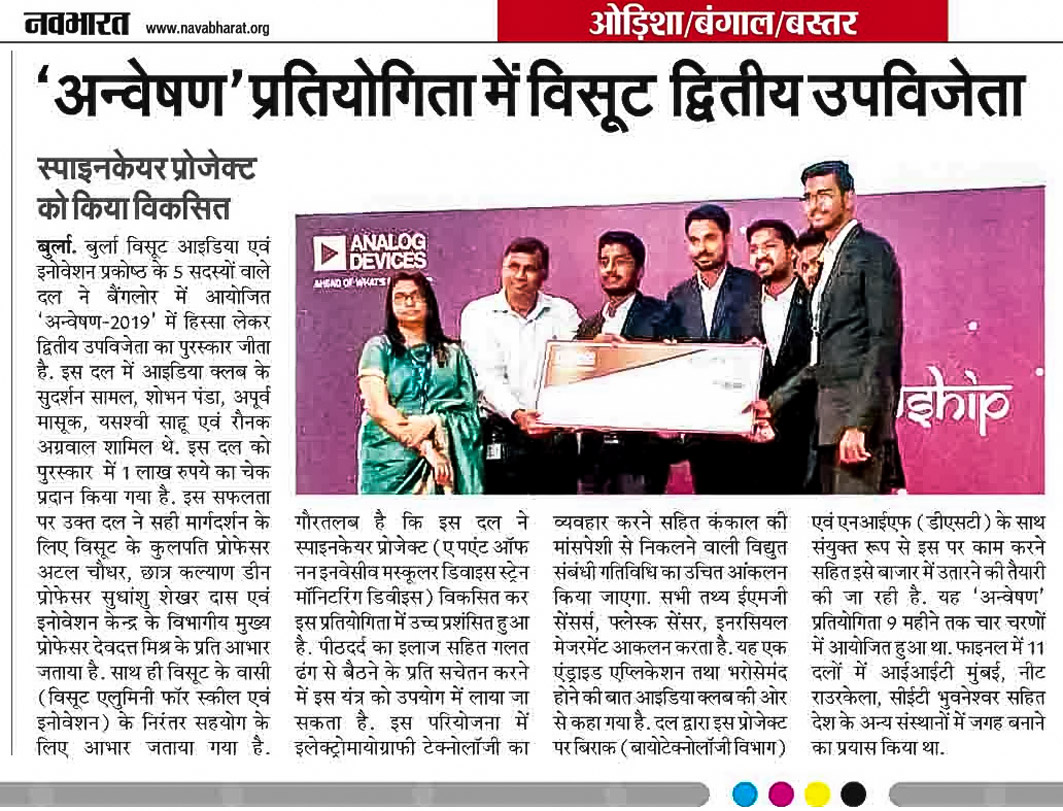 नवभारत www.navabharat.org
ओड़िशा/बंगाल/बस्तर
‘अन्वेषण’ प्रतियोगिता में विसूट द्वितीय उपविजेता
स्पाइनकेयर प्रोजेक्ट
को किया विकसित
बुर्ला. बुर्ला विसूट आइडिया एवं
इनोवेशन प्रकोष्ठ के 5 सदस्यों वाले
दल ने बैंगलोर में आयोजित
‘अन्वेषण-2019’ में हिस्सा लेकर
द्वितीय उपविजेता का पुरस्कार जीता
है. इस दल में आइडिया क्लब के
सुदर्शन सामल, शोभन पंडा, अपूर्व
मासूक, यसश्वी साहू एवं रौनक
अग्रवाल शामिल थे. इस दल को
पुरस्कार में 1 लाख रुपये का चेक
प्रदान किया गया है. इस सफलता
पर उक्त दल ने सही मार्गदर्शन के
लिए विसूट के कुलपति प्रोफेसर
अटल चौधर, छात्र कल्याण डीन
प्रोफेसर सुधांशु शेखर दास एवं
इनोवेशन केन्द्र के विभागीय मुख्य
प्रोफेसर देवदत्त मिश्र के प्रति आभार
जताया है. साथ ही विसूट के वासी
(विसूट एलुमिनी फॉर स्कील एवं
इनोवेशन) के निरंतर सहयोग के
लिए आभार जताया गया है.
ANALOG
DEVICES
AHEAD OF WHAT'S
ship
गौरतलब है कि इस दल ने
स्पाइनकेयर प्रोजेक्ट (ए पएंट ऑफ
नन इनवेसीव मस्कूलर डिवाइस स्ट्रेन
मॉनिटरिंग डिवीइस) विकसित कर
इस प्रतियोगिता में उच्च प्रशंसित हुआ
है. पीठदर्द का इलाज सहित गलत
ढंग से बैठने के प्रति सचेतन करने
में इस यंत्र को उपयोग में लाया जा
सकता है. इस परियोजना में
इलेक्ट्रोमायोग्राफी टेक्नोलॉजी का
व्यवहार करने सहित कंकाल की
मांसपेशी से निकलने वाली विद्युत
संबंधी गतिविधि का उचित आंकलन
किया जाएगा. सभी तथ्य ईएमजी
सेंसर्स, फ्लेस्क सेंसर, इनरसियल
मेजरमेंट आकलन करता है. यह एक
एंड्राइड एप्लिकेशन तथा भरोसेमंद
होने की बात आइडिया क्लब की ओर
से कहा गया है. दल द्वारा इस प्रोजेक्ट
पर बिराक (बायोटेक्नोलॉजी विभाग)
एवं एनआईएफ (डीएसटी) के साथ
संयुक्त रूप से इस पर काम करने
सहित इसे बाजार में उतारने की तैयारी
की जा रही है. यह ‘अन्वेषण’
प्रतियोगिता 9 महीने तक चार चरणों
में आयोजित हुआ था. फाइनल में 11
दलों में आईआईटी मुंबई, नीट
राउरकेला, सीईटी भुवनेश्वर सहित
देश के अन्य संस्थानों में जगह बनाने
का प्रयास किया था.